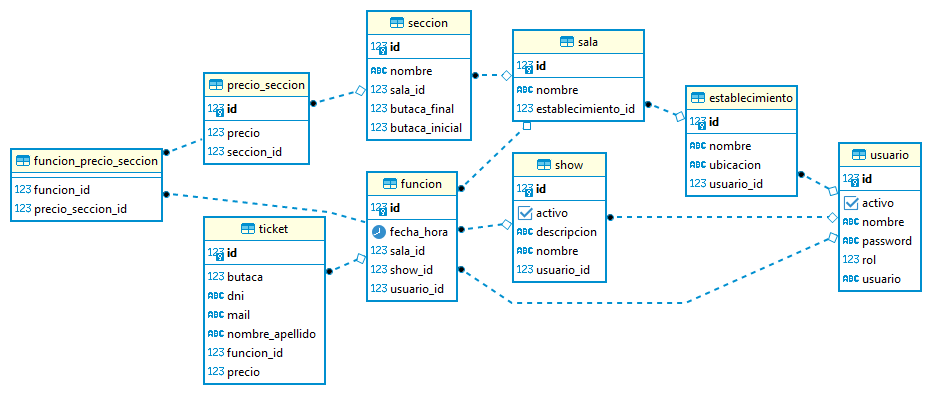 seccion
123 id
ABC nombre
123 sala_id
123 butaca_final
123 butaca_inicial
sala
123 id
ABC nombre
123 establecimiento_id
precio_seccion
123 id
123 precio
123 seccion_id
establecimiento
123 id
ABC nombre
ABC ubicacion
123 usuario_id
funcion_precio_seccion
123 funcion_id
123 precio_seccion_id
usuario
123 id
activo
ABC nombre
ABC password
123 rol
ABC usuario
show
123 id
activo
ABC descripcion
ABC nombre
123 usuario_id
funcion
123 id
fecha_hora
123 sala_id
123 show_id
123 usuario_id
ticket
123 id
123 butaca
ABC dni
ABC mail
ABC nombre_apellido
123 funcion_id
123 precio